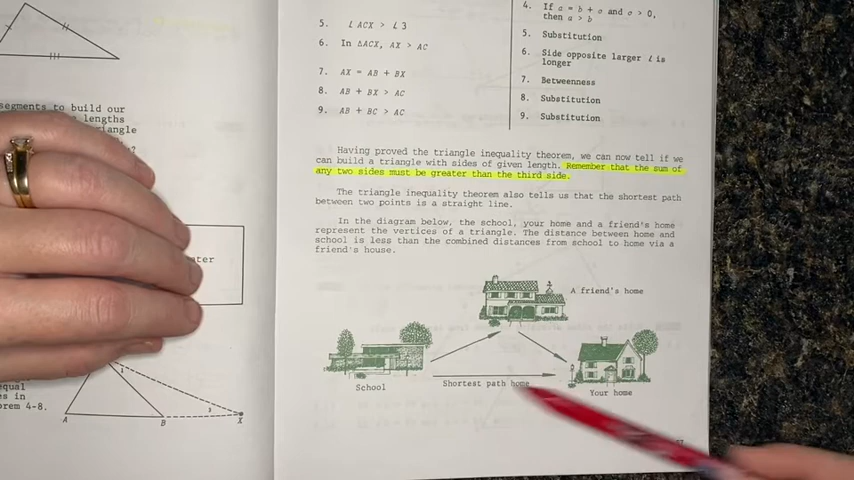 segments to build our
lengths
triangle
?
ater
equal
es in
orem 4-8.
A
B
X
1
3
5. ∠ACX > ∠3
6. In ΔACX, AX > AC
7. AX = AB + BX
8. AB + BX > AC
9. AB + BC > AC
4. If a = b + c and c > 0,
then a > b
5. Substitution
6. Side opposite larger ∠ is
longer
7. Betweenness
8. Substitution
9. Substitution
Having proved the triangle inequality theorem, we can now tell if we
can build a triangle with sides of given length. Remember that the sum of
any two sides must be greater than the third side.
The triangle inequality theorem also tells us that the shortest path
between two points is a straight line.
In the diagram below, the school, your home and a friend's home
represent the vertices of a triangle. The distance between home and
school is less than the combined distances from school to home via a
friend's house.
A friend's home
School
Shortest path home
Your home